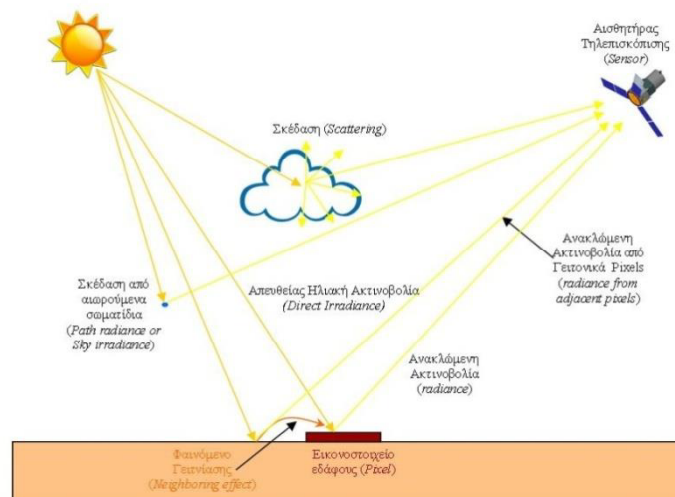 Αισθητήρας
Τηλεπισκόπισης
(Sensor)
Σκέδαση (Scattering)
Ανακλώμενη
Ακτινοβολία από
Γειτονικά Pixels
(radiance from
adjacent pixels)
Σκέδαση από
αιωρούμενα
σωματίδια
(Path radiance or
Sky irradiance)
Απευθείας Ηλιακή Ακτινοβολία
(Direct Irradiance)
Ανακλώμενη
Ακτινοβολία
(radiance)
Φαινόμενο
Γειτνίασης
(Neighboring effect)
Εικονοστοιχείο
εδάφους (Pixel)